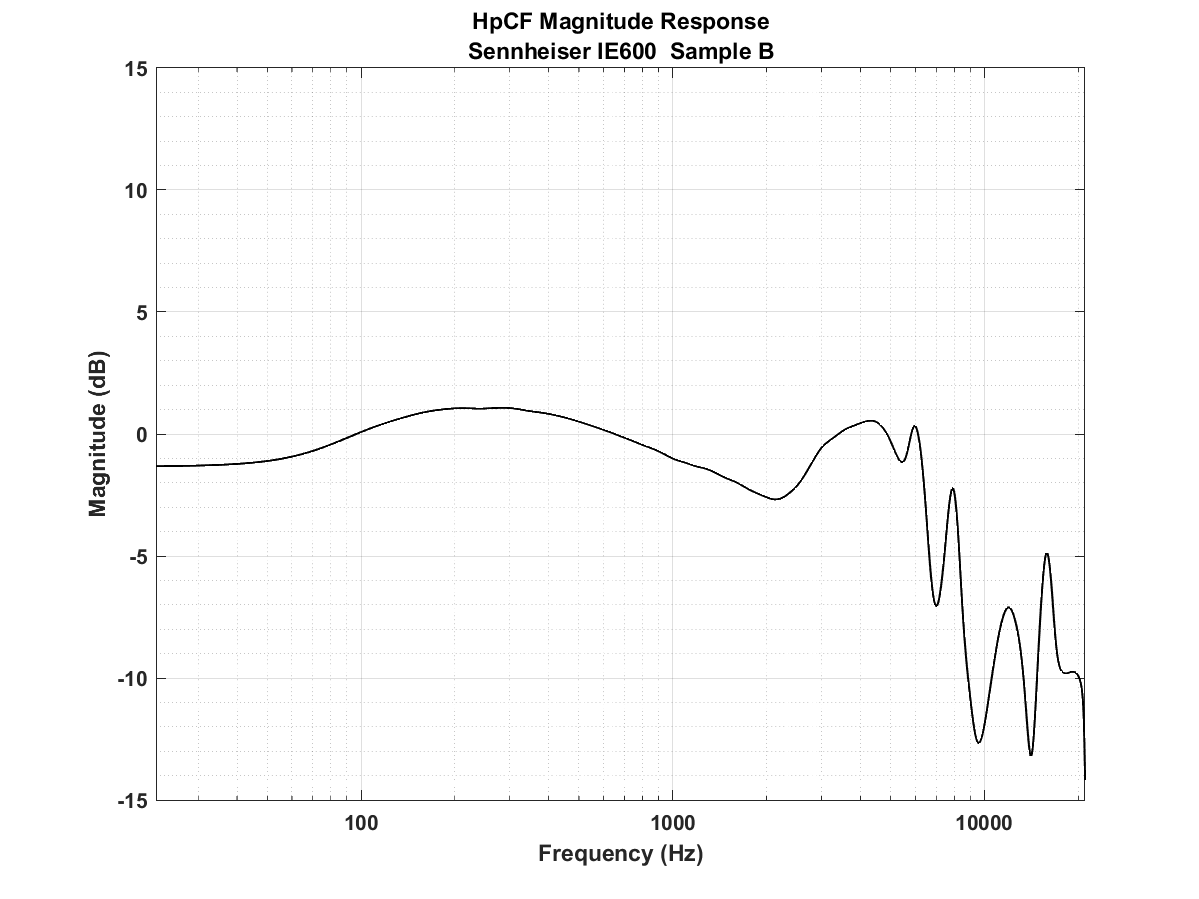 HpCF Magnitude Response
Sennheiser IE600  Sample B
15
10
5
0
-5
-10
-15
Magnitude (dB)
100
1000
10000
Frequency (Hz)